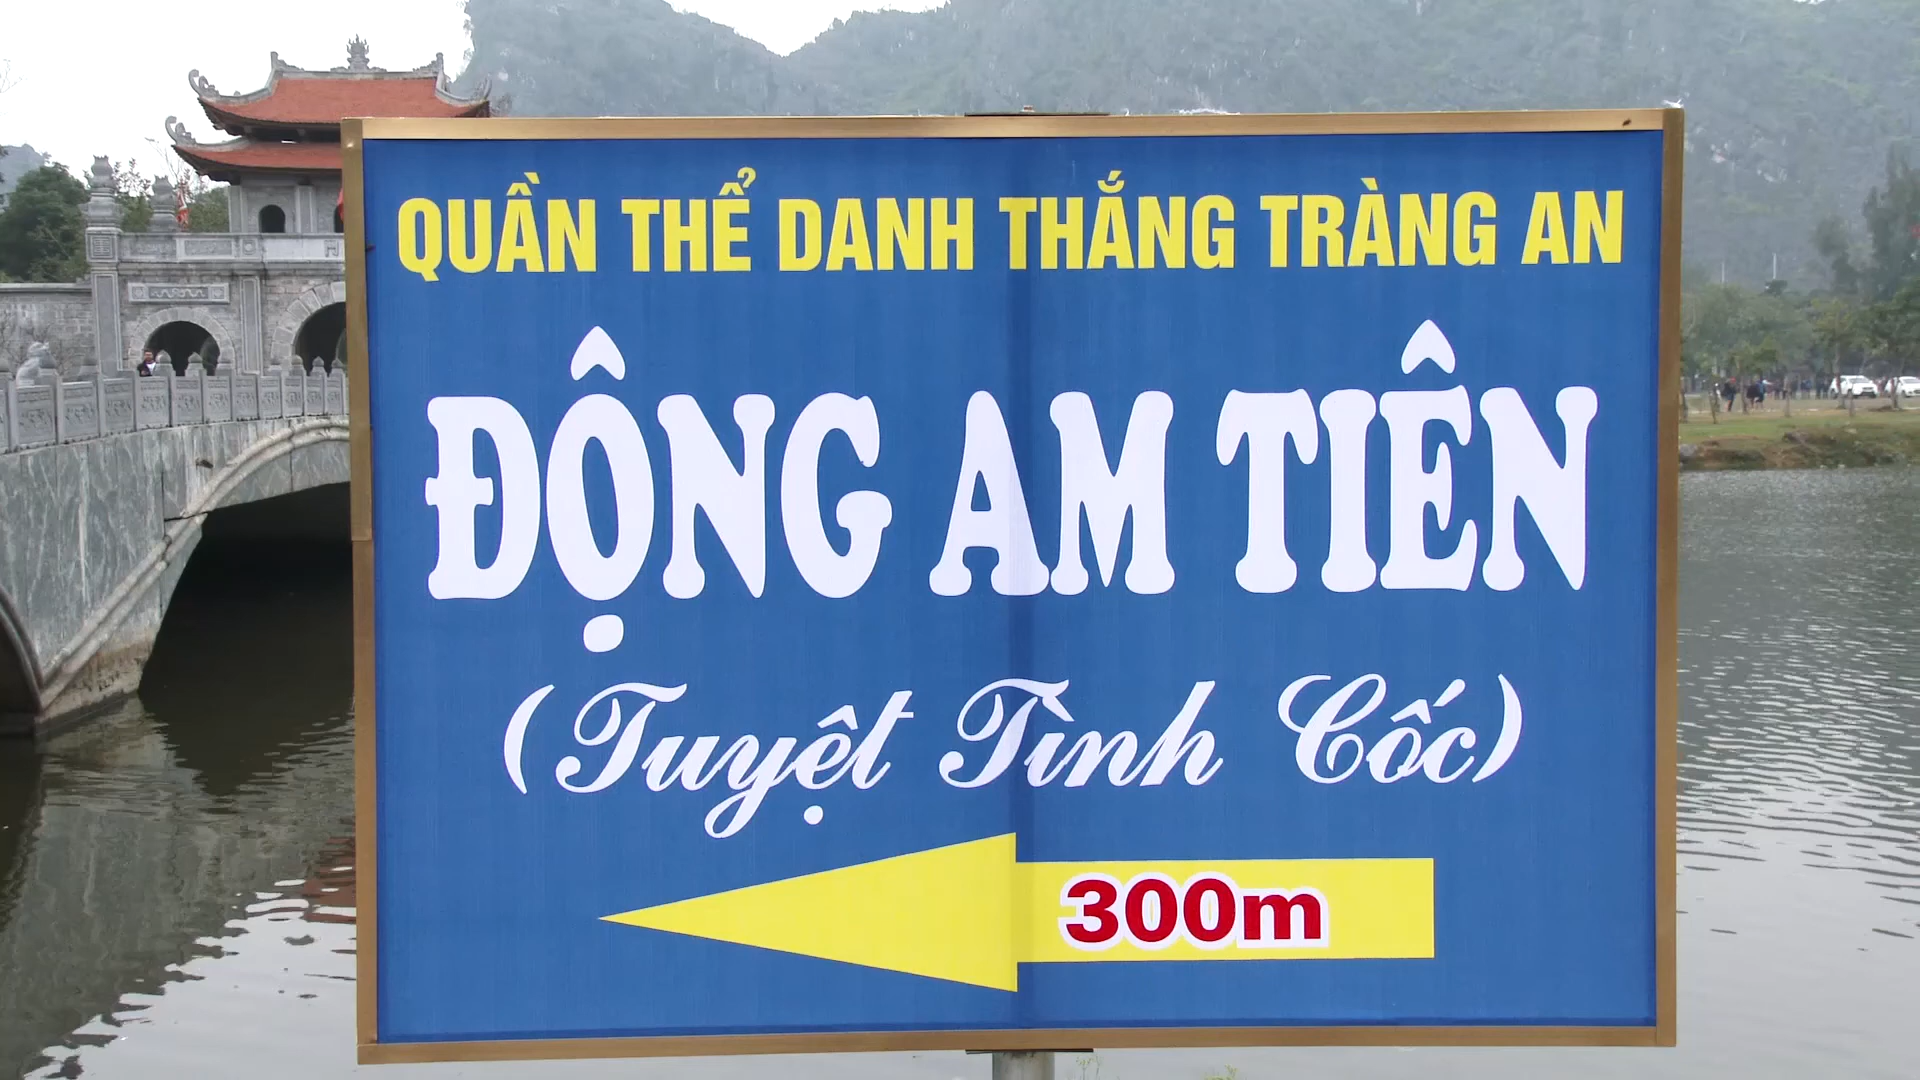 QUẦN THỂ DANH THẮNG TRÀNG AN
ĐỘNG AM TIÊN
(Tuyệt Tình Cốc)
300m